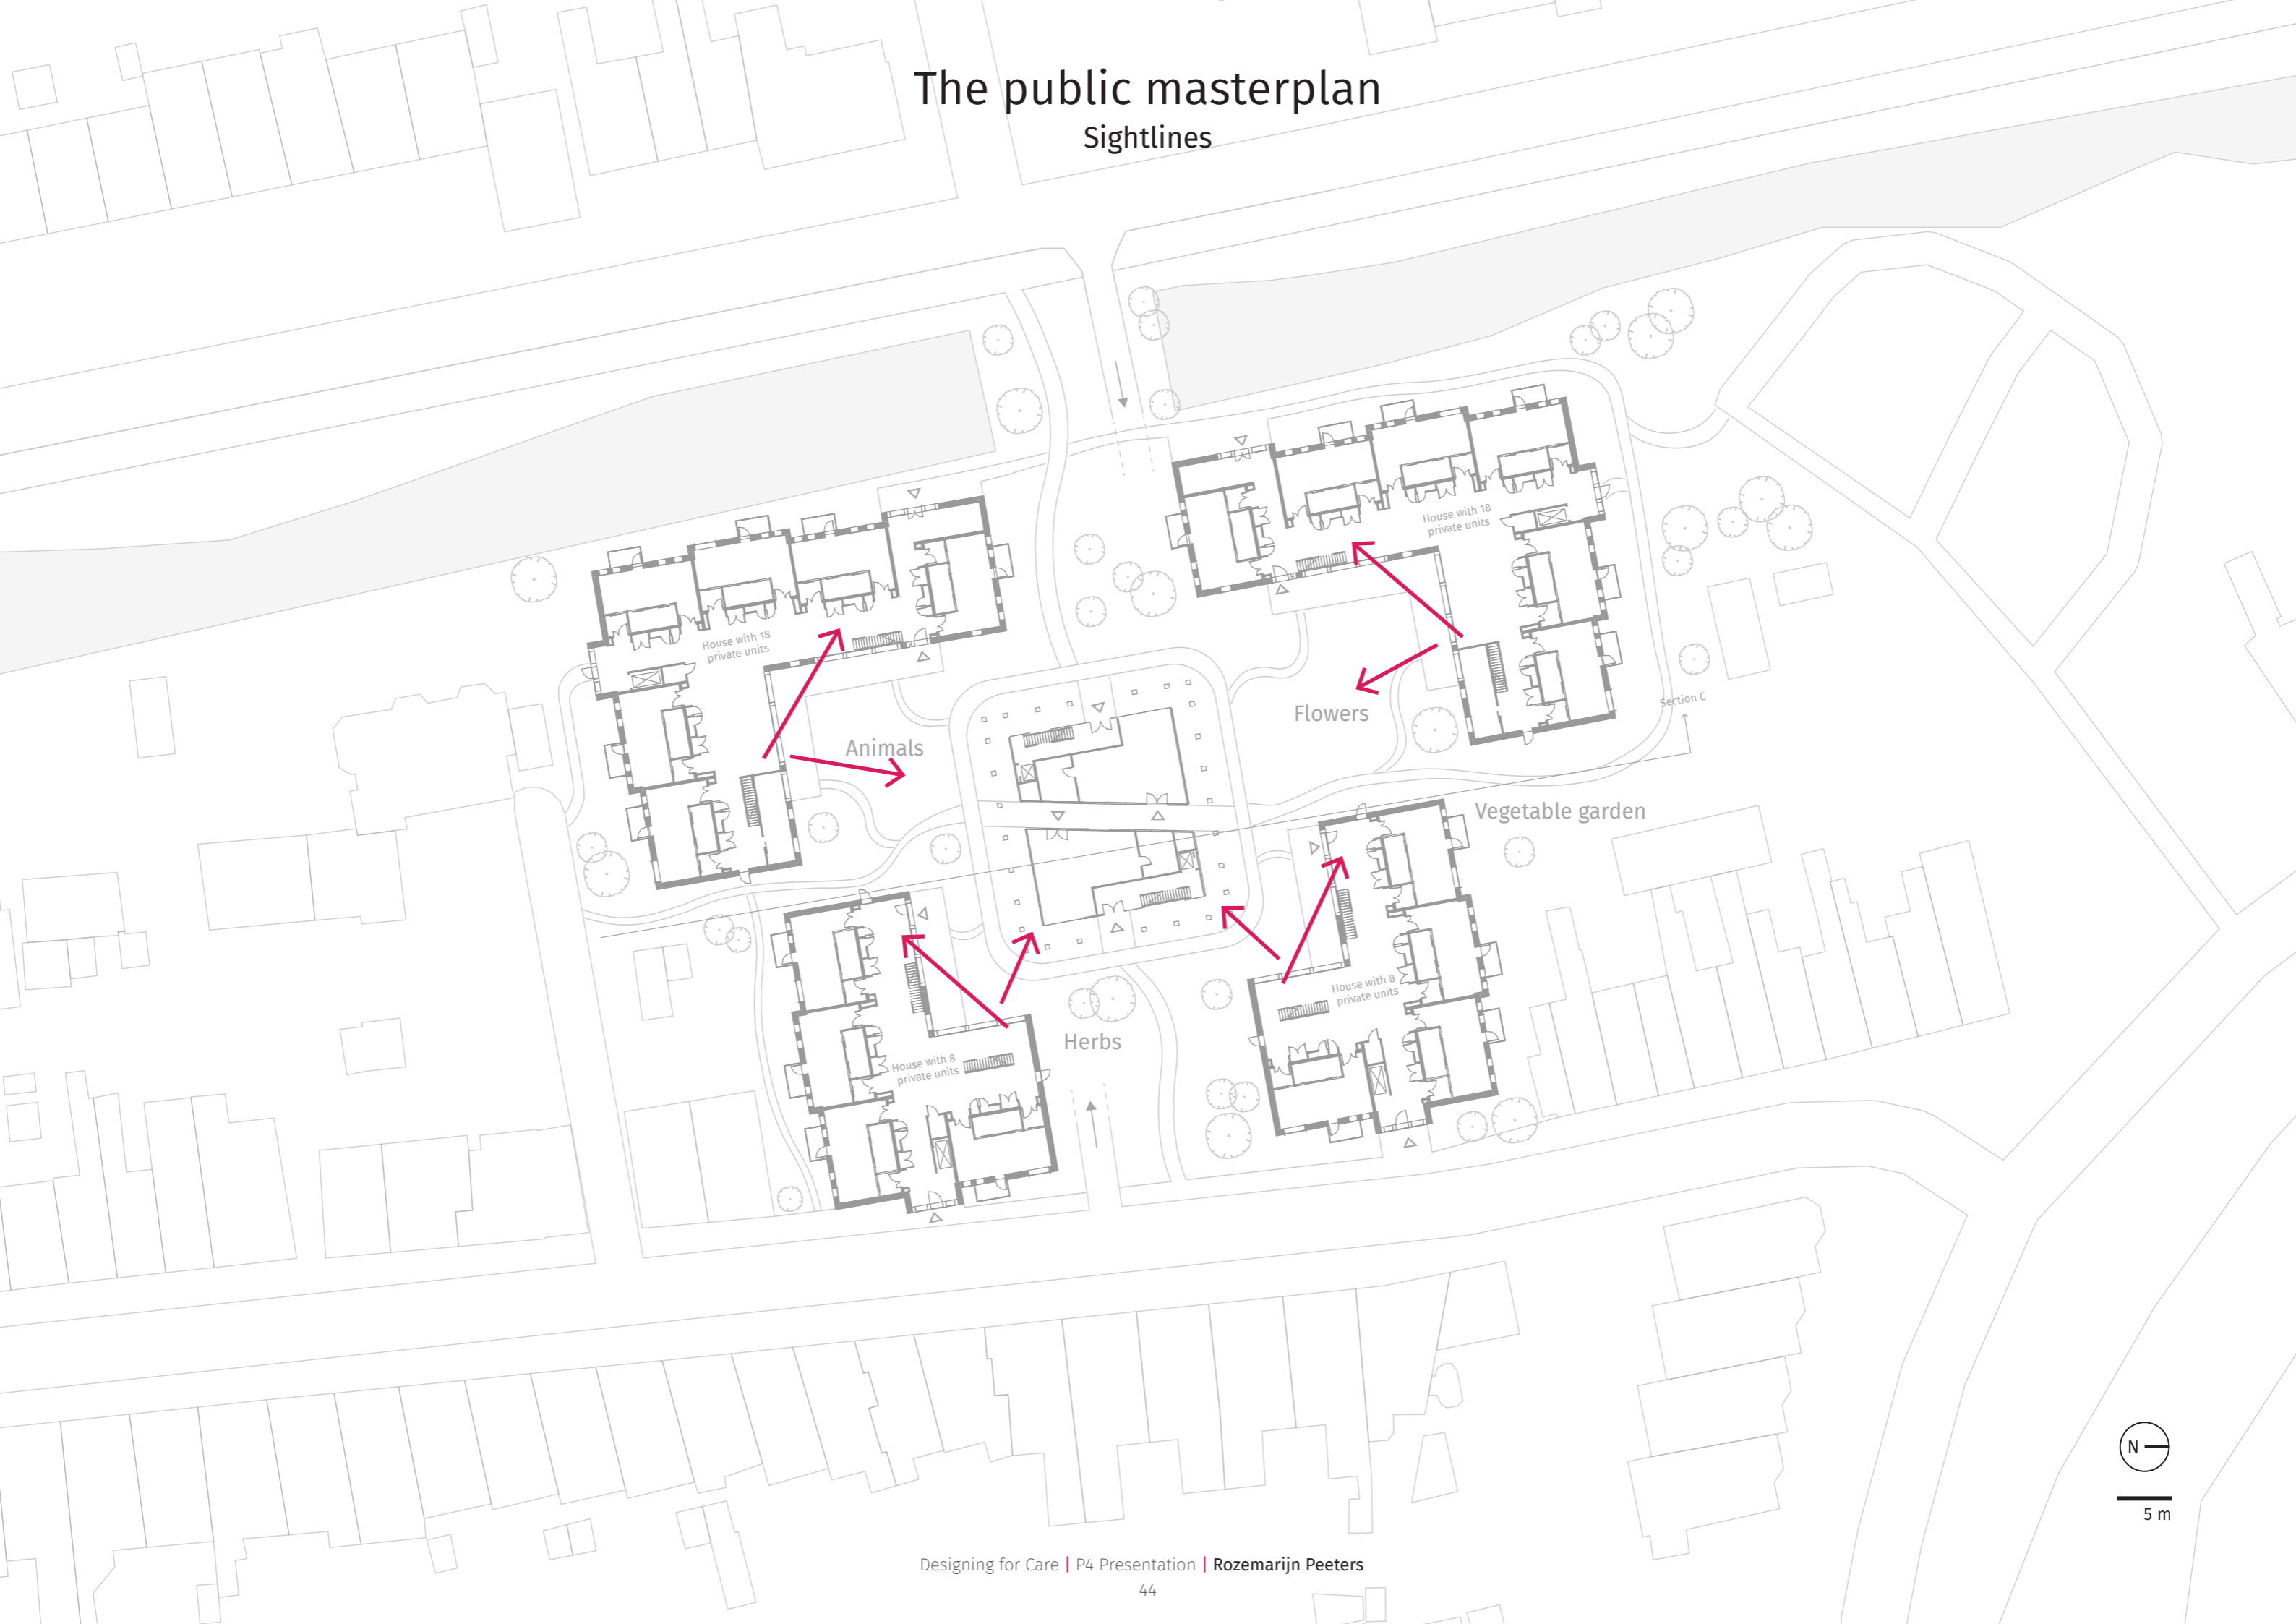 The public masterplan
Sightlines
House with 18
private units
House with 18
private units
Section C
Flowers
Animals
Vegetable garden
House with 8
private units
Herbs
House with 8
private units
N
5 m
Designing for Care | P4 Presentation | Rozemarijn Peeters
44